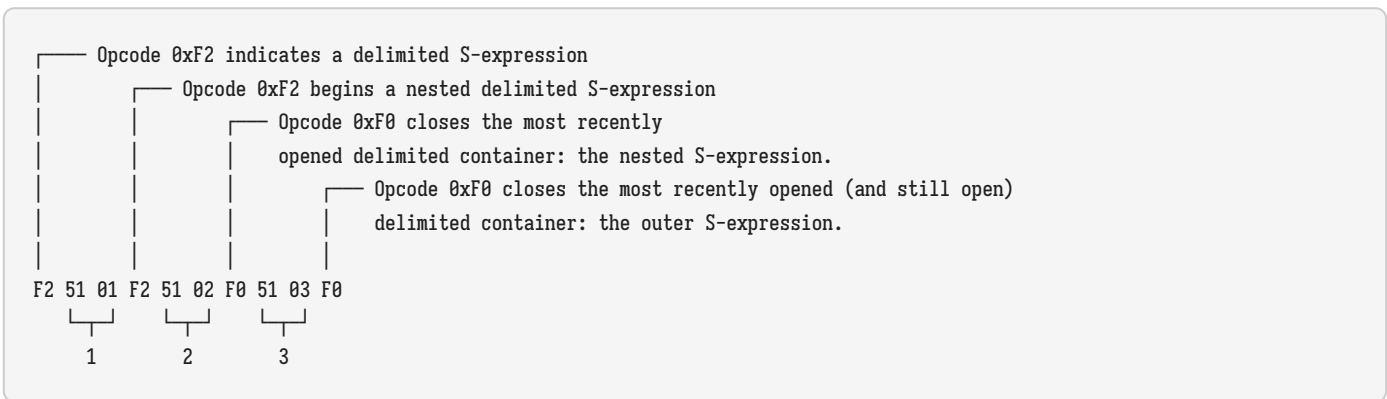 Opcode 0xF2 indicates a delimited S-expression
Opcode 0xF2 begins a nested delimited S-expression
Opcode 0xF0 closes the most recently
opened delimited container: the nested S-expression.
Opcode 0xF0 closes the most recently opened (and still open)
delimited container: the outer S-expression.
F2 51 01 F2 51 02 F0 51 03 F0
1 2 3